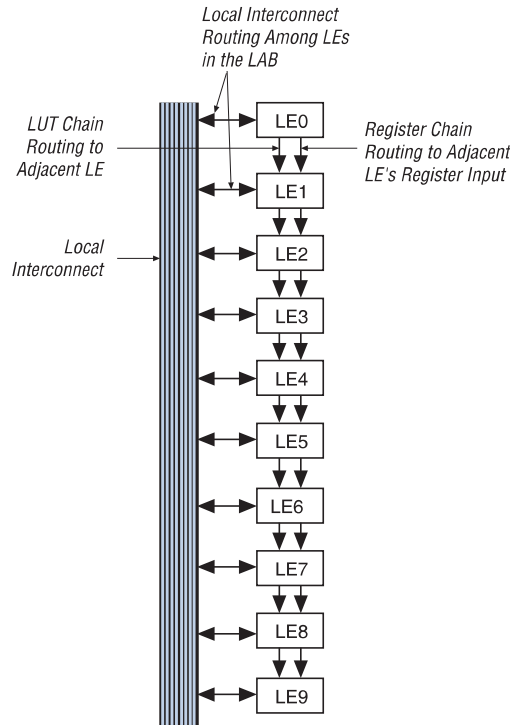 Local Interconnect
Routing Among LEs
in the LAB
LUT Chain
Routing to
Adjacent LE
Register Chain
Routing to Adjacent
LE's Register Input
Local
Interconnect
LE0
LE1
LE2
LE3
LE4
LE5
LE6
LE7
LE8
LE9